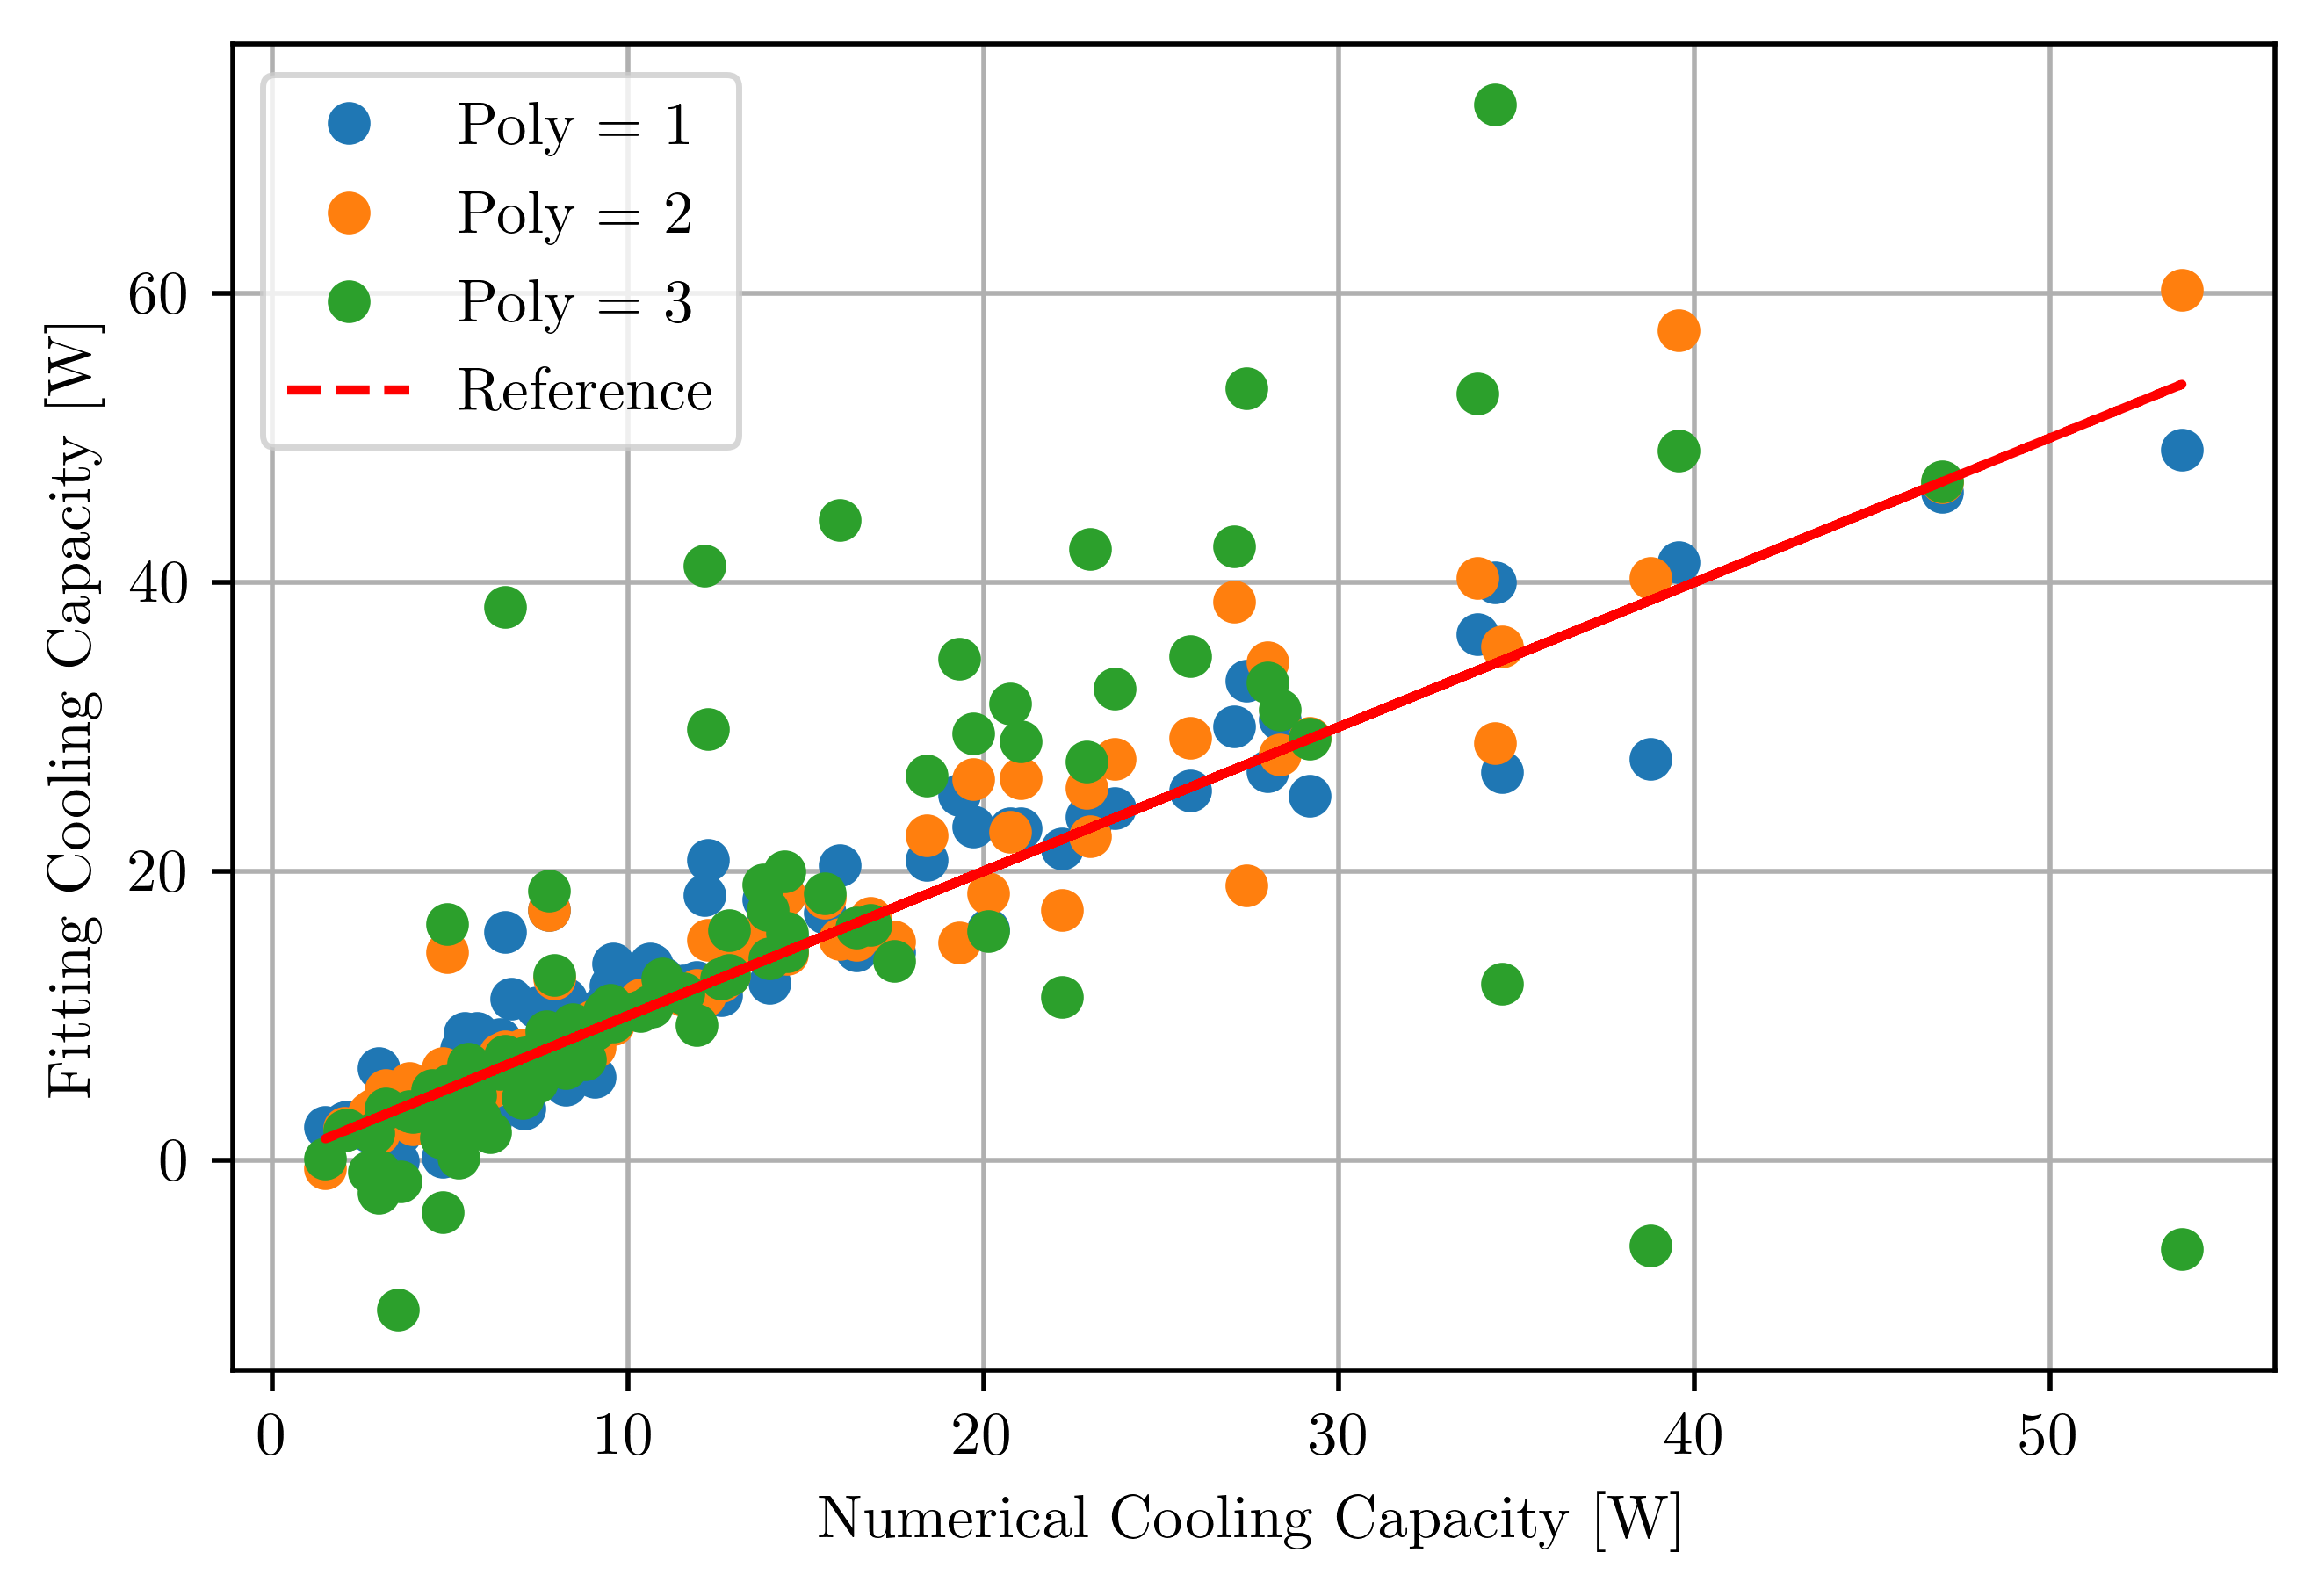 Poly = 1
Poly = 2
Poly = 3
Reference
Fitting Cooling Capacity [W]
60
40
20
0
0 10 20 30 40 50
Numerical Cooling Capacity [W]